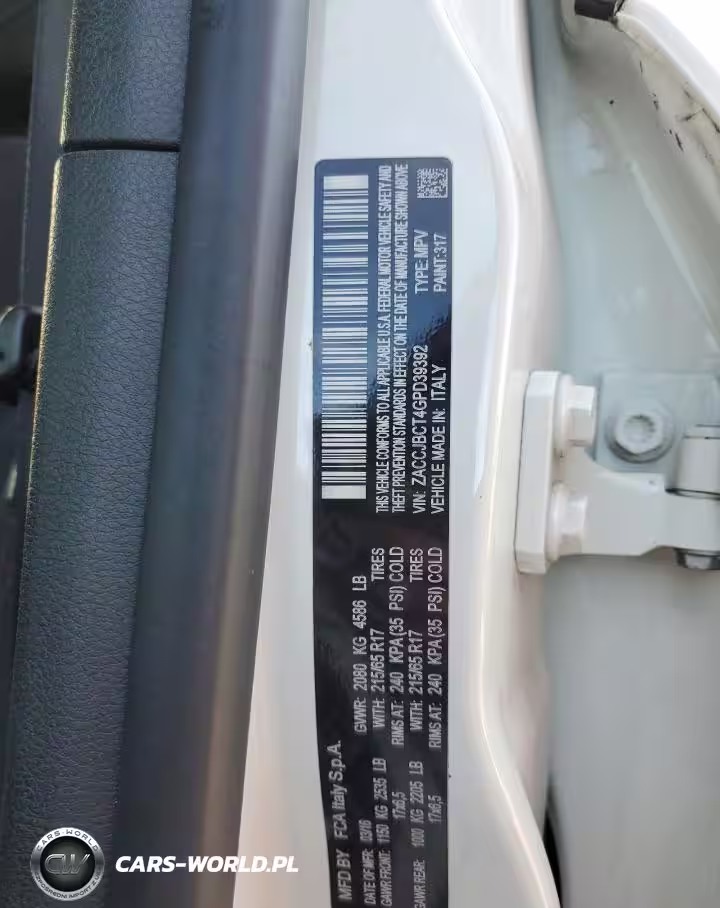 MFD BY FCA Italy S.p.A.
DATE OF MFR: 03/16 GVWR: 2080 KG 4586 LB
GAWR FRONT: 1150 KG 2535 LB WITH: 215/65 R17 TIRES
17x6,5 RIMS AT: 240 KPA(35 PSI) COLD
GAWR REAR: 1000 KG 2205 LB WITH: 215/65 R17 TIRES
17x6,5 RIMS AT: 240 KPA(35 PSI) COLD
THIS VEHICLE CONFORMS TO ALL APPLICABLE U.S.A. FEDERAL MOTOR VEHICLE SAFETY AND
THEFT PREVENTION STANDARDS IN EFFECT ON THE DATE OF MANUFACTURE SHOWN ABOVE
VIN: ZACCJBCT4GPD39392 TYPE: MPV
VEHICLE MADE IN: ITALY PAINT: 317
CARS-WORLD
CW
CARS-WORLD.PL